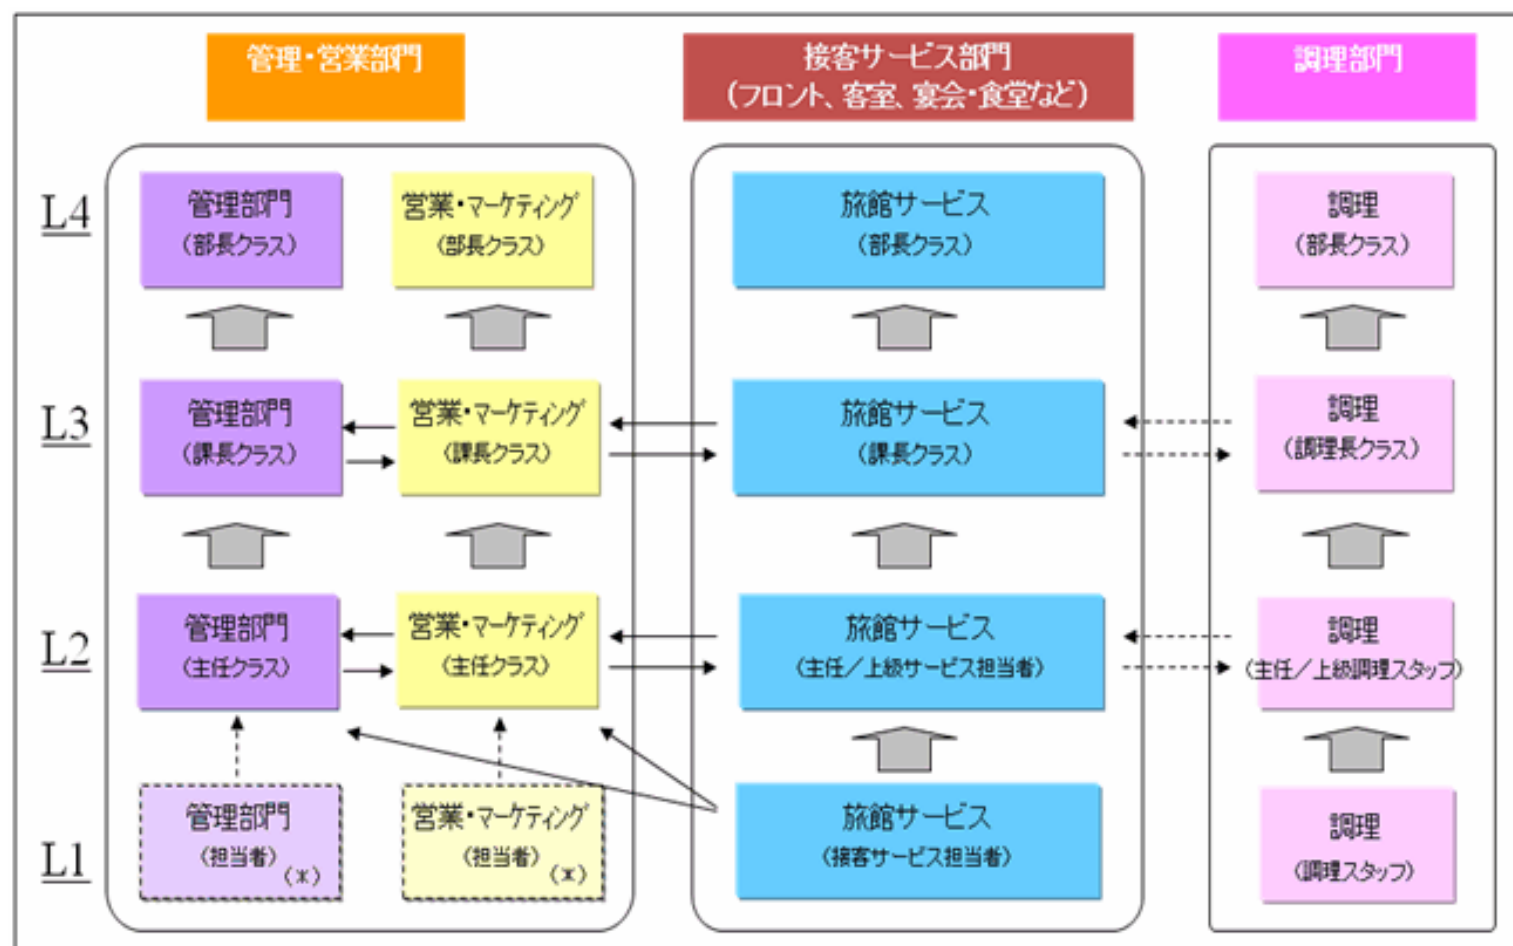 管理・営業部門
接客サービス部門
（フロント、客室、宴会・食堂など）
調理部門
L4
管理部門
（部長クラス）
営業・マーケティング
（部長クラス）
旅館サービス
（部長クラス）
調理
（部長クラス）
L3
管理部門
（課長クラス）
営業・マーケティング
（課長クラス）
旅館サービス
（課長クラス）
調理
（調理長クラス）
L2
管理部門
（主任クラス）
営業・マーケティング
（主任クラス）
旅館サービス
（主任／上級サービス担当者）
調理
（主任／上級調理スタッフ）
L1
管理部門
（担当者）
（＊）
営業・マーケティング
（担当者）
（＊）
旅館サービス
（接客サービス担当者）
調理
（調理スタッフ）